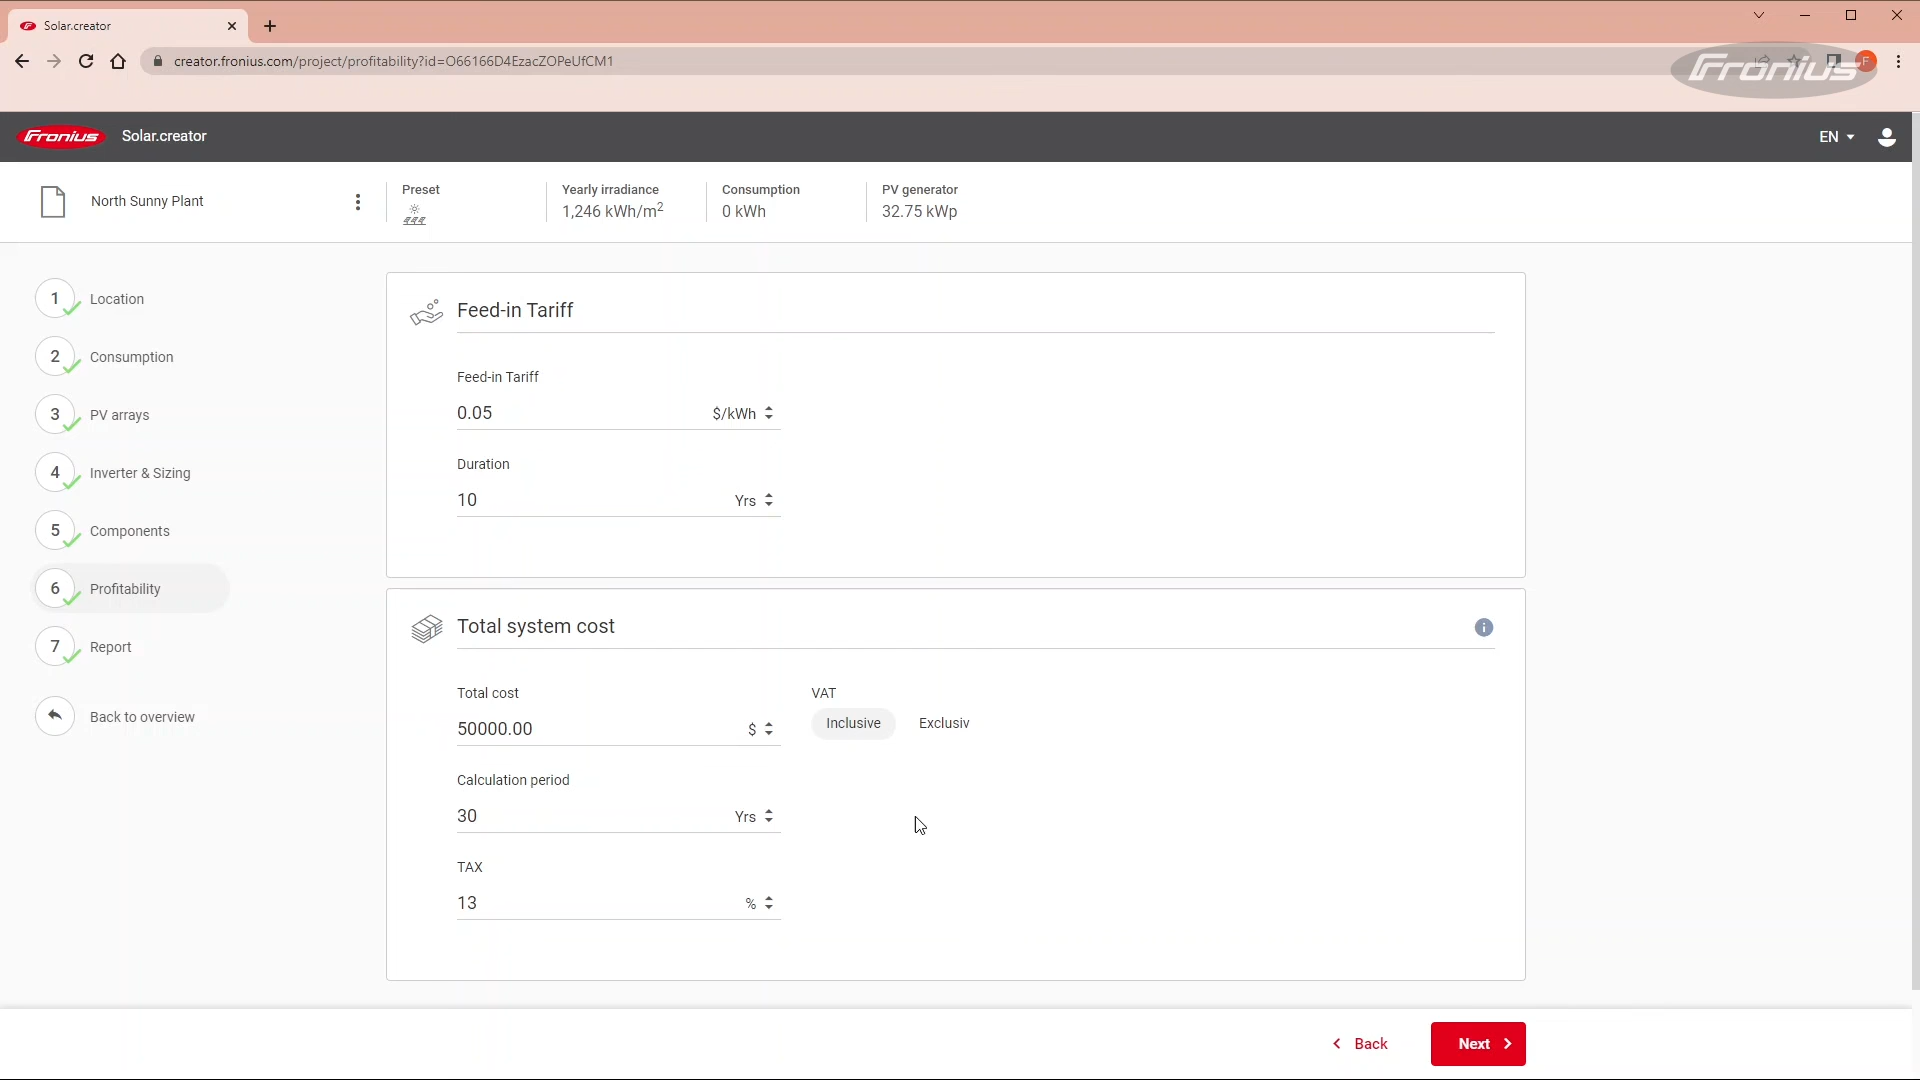 Solar.creator
creator.fronius.com/project/profitability?id=O66166D4EzacZOPeUfCM1
F
Fronius
Fronius
Solar.creator
EN
North Sunny Plant
Preset
Yearly irradiance
1,246 kWh/m²
Consumption
0 kWh
PV generator
32.75 kWp
1 Location
2 Consumption
3 PV arrays
4 Inverter & Sizing
5 Components
6 Profitability
7 Report
Back to overview
Feed-in Tariff
Feed-in Tariff
0.05 $/kWh
Duration
10 Yrs
Total system cost
i
Total cost
50000.00 $
VAT
Inclusive Exclusiv
Calculation period
30 Yrs
TAX
13 %
Back
Next